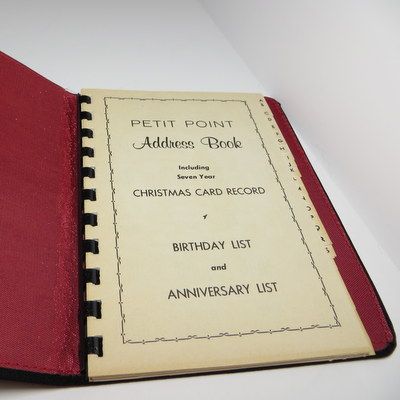 PETIT POINT
Address Book
Including
Seven Year
CHRISTMAS CARD RECORD
BIRTHDAY LIST
and
ANNIVERSARY LIST